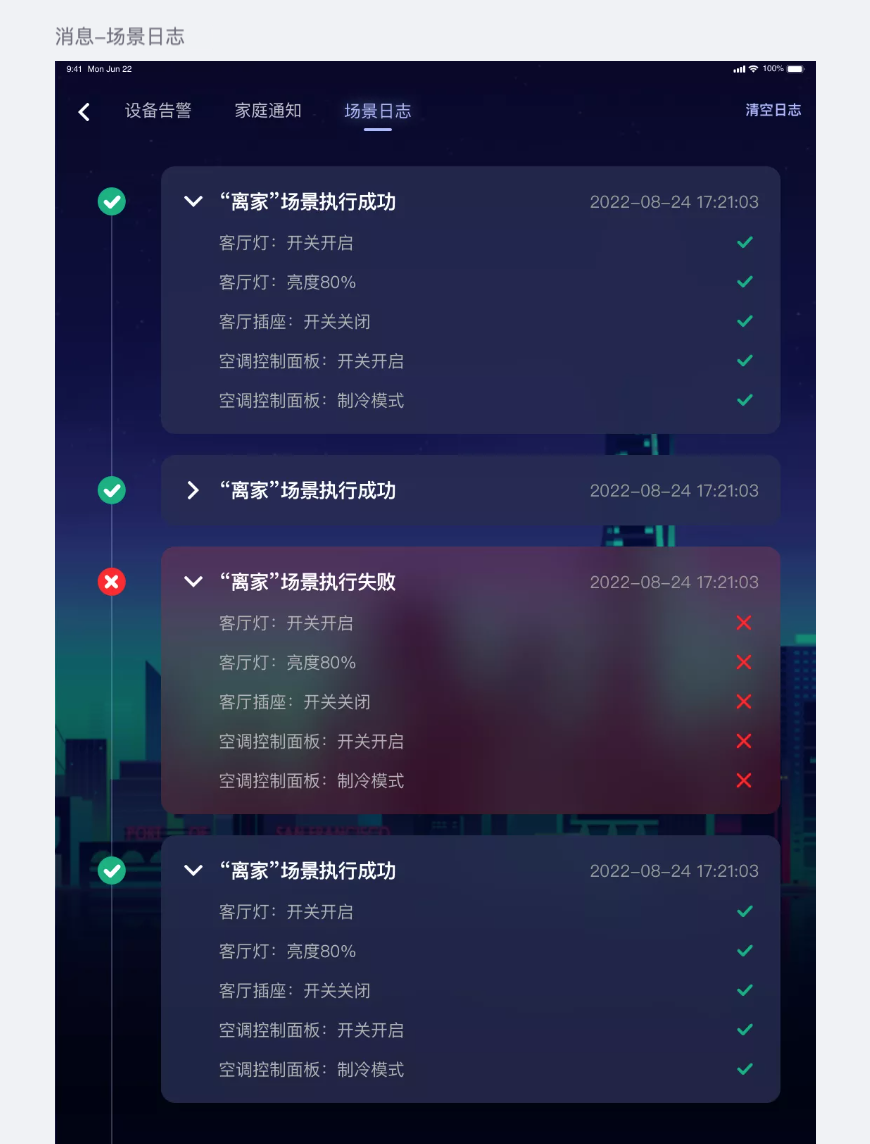 消息–场景日志
9:41 Mon Jun 22
100%
设备告警 家庭通知 场景日志 清空日志
“离家”场景执行成功 2022–08–24 17:21:03
客厅灯：开关开启
客厅灯：亮度80%
客厅插座：开关关闭
空调控制面板：开关开启
空调控制面板：制冷模式
“离家”场景执行成功 2022–08–24 17:21:03
“离家”场景执行失败 2022–08–24 17:21:03
客厅灯：开关开启
客厅灯：亮度80%
客厅插座：开关关闭
空调控制面板：开关开启
空调控制面板：制冷模式
“离家”场景执行成功 2022–08–24 17:21:03
客厅灯：开关开启
客厅灯：亮度80%
客厅插座：开关关闭
空调控制面板：开关开启
空调控制面板：制冷模式